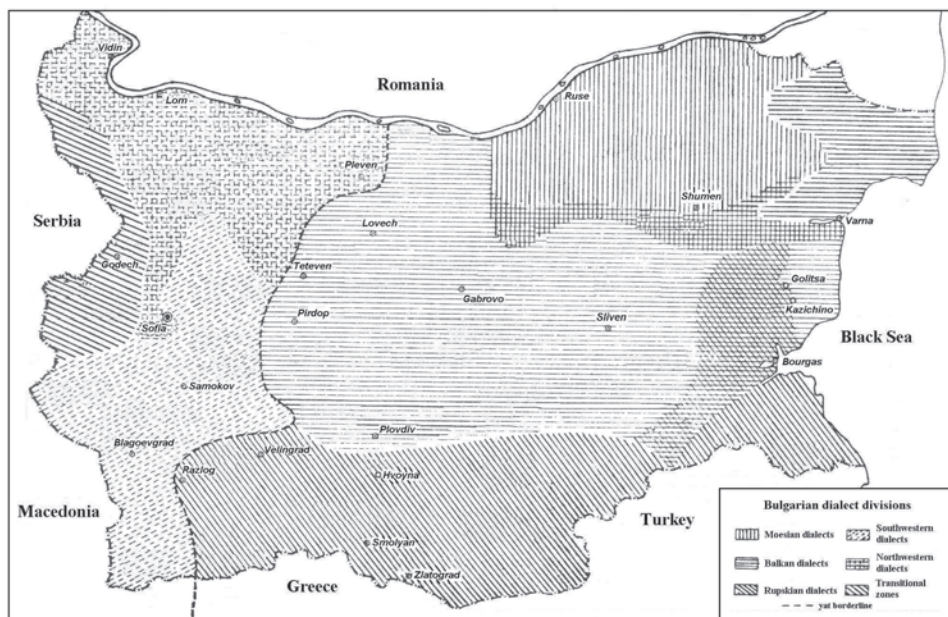 Vidin
Lom
Romania
Ruse
Pleven
Serbia
Shumen
Varna
Lovech
Godech
Teteven
Golitsa
Gabrovo
Kazichino
Pirdop
Sofia
Sliven
Black Sea
Bourgas
Samokov
Plovdiv
Blagoevgrad
Velingrad
Razlog
Hvoyna
Macedonia
Turkey
Smolyan
Zlatograd
Greece
Bulgarian dialect divisions
Moesian dialects
Southwestern
dialects
Balkan dialects
Northwestern
dialects
Rupskian dialects
Transitional
zones
yat borderline